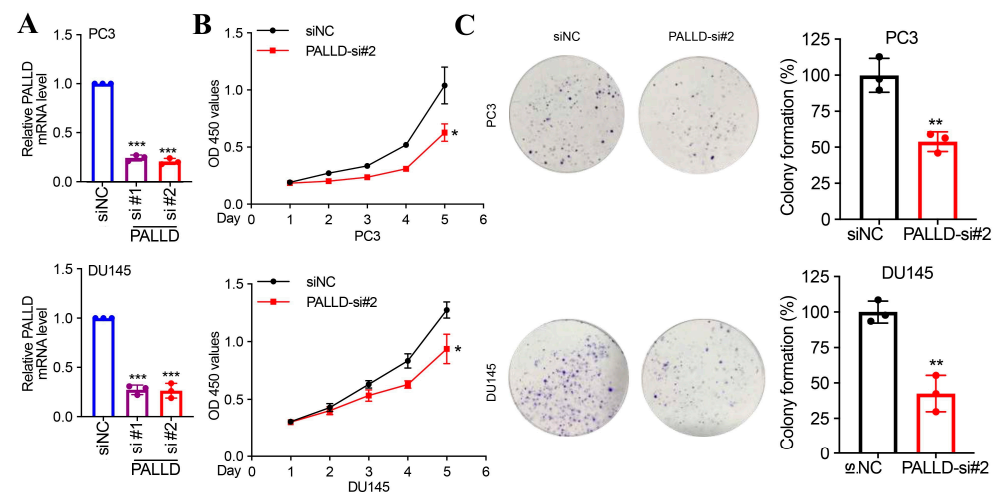 A
B
C
PC3
Relative PALLD
mRNA level
1.5
1.0
0.5
0.0
***
***
siNC
si #1
si #2
PALLD
siNC
PALLD-si#2
OD 450 values
1.5
1.0
0.5
0.0
*
Day
0
1
2
3
4
5
6
PC3
siNC
PALLD-si#2
PC3
PC3
Colony formation (%)
125
100
75
50
25
0
**
siNC
PALLD-si#2
DU145
Relative PALLD
mRNA level
1.5
1.0
0.5
0.0
***
***
siNC
si #1
si #2
PALLD
siNC
PALLD-si#2
OD 450 values
1.5
1.0
0.5
0.0
*
Day
0
1
2
3
4
5
6
DU145
DU145
DU145
Colony formation (%)
125
100
75
50
25
0
**
siNC
PALLD-si#2